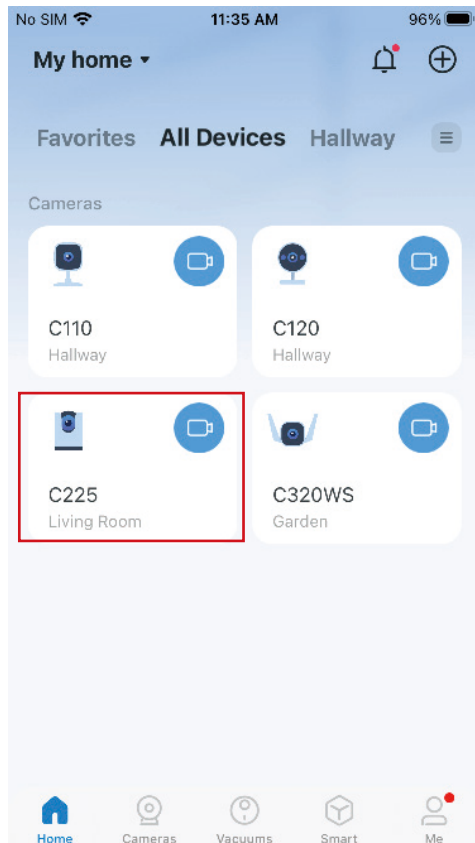 No SIM 11:35 AM 96%
My home
Favorites All Devices Hallway
Cameras
C110 C120
Hallway Hallway
C225 C320WS
Living Room Garden
Home Cameras Vacuums Smart Me